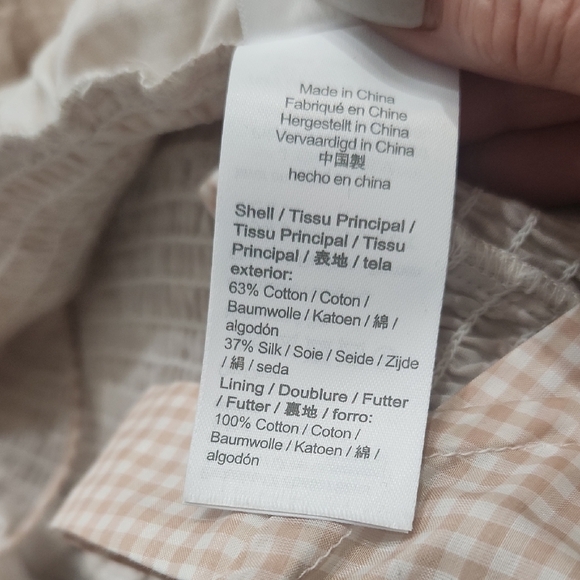 Made in China
Fabriqué en Chine
Hergestellt in China
Vervaardigd in China
中国製
hecho en china
Shell / Tissu Principal /
Tissu Principal / Tissu
Principal / 表地 / tela
exterior:
63% Cotton / Coton /
Baumwolle / Katoen / 綿 /
algodón
37% Silk / Soie / Seide / Zijde
/ 絹 / seda
Lining / Doublure / Futter
/ Futter / 裏地 / forro:
100% Cotton / Coton /
Baumwolle / Katoen / 綿 /
algodón